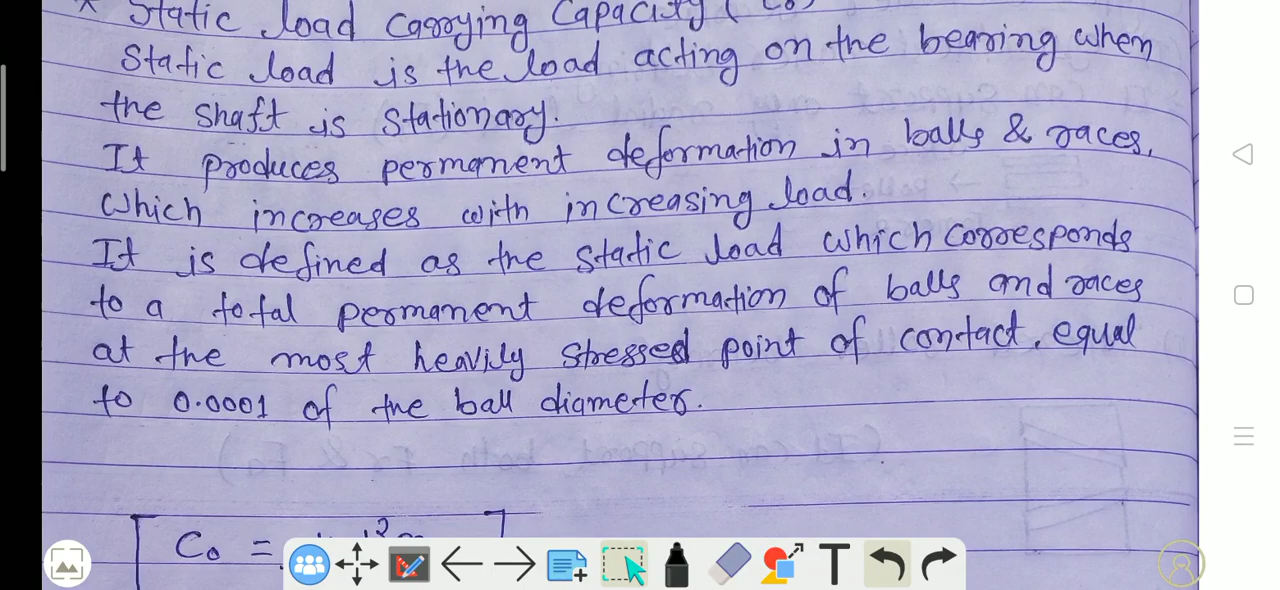 * Static load carrying capacity ( Co
Static load is the load acting on the bearing when
the shaft is stationary.
It produces permanent deformation in balls & races,
which increases with increasing load.
It is defined as the static load which corresponds
to a total permanent deformation of balls and races
at the most heavily stressed point of contact, equal
to 0.0001 of the ball diameter.
C₀ =
T